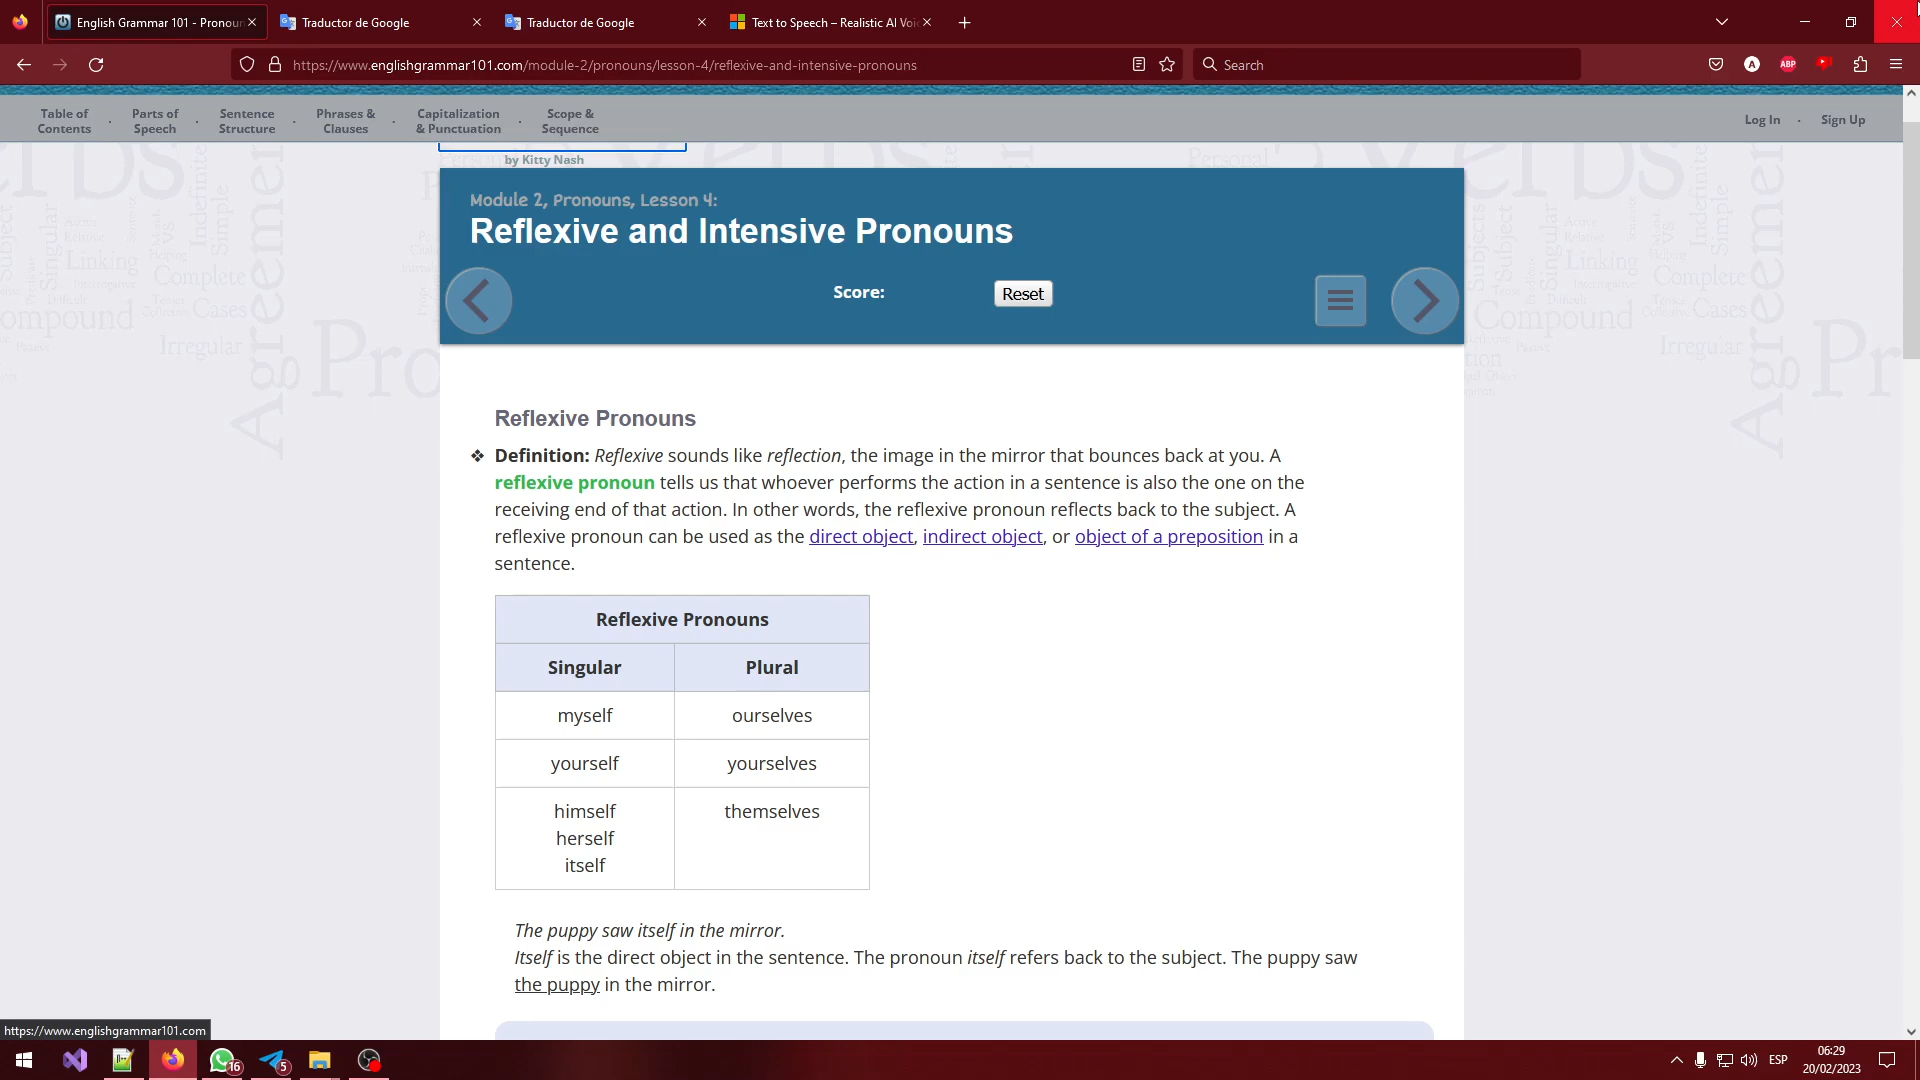 English Grammar 101 - Pronoun
Traductor de Google
Traductor de Google
Text to Speech – Realistic AI Voi
https://www.englishgrammar101.com/module-2/pronouns/lesson-4/reflexive-and-intensive-pronouns
Search
ABP
Table of Contents · Parts of Speech · Sentence Structure · Phrases & Clauses · Capitalization & Punctuation · Scope & Sequence
Log In · Sign Up
by Kitty Nash
Module 2, Pronouns, Lesson 4:
Reflexive and Intensive Pronouns
Score:
Reset
Reflexive Pronouns
❖ Definition: Reflexive sounds like reflection, the image in the mirror that bounces back at you. A
reflexive pronoun tells us that whoever performs the action in a sentence is also the one on the
receiving end of that action. In other words, the reflexive pronoun reflects back to the subject. A
reflexive pronoun can be used as the direct object, indirect object, or object of a preposition in a
sentence.
Reflexive Pronouns
Singular Plural
myself ourselves
yourself yourselves
himself themselves
herself
itself
The puppy saw itself in the mirror.
Itself is the direct object in the sentence. The pronoun itself refers back to the subject. The puppy saw
the puppy in the mirror.
https://www.englishgrammar101.com
16
5
ESP
06:29
20/02/2023